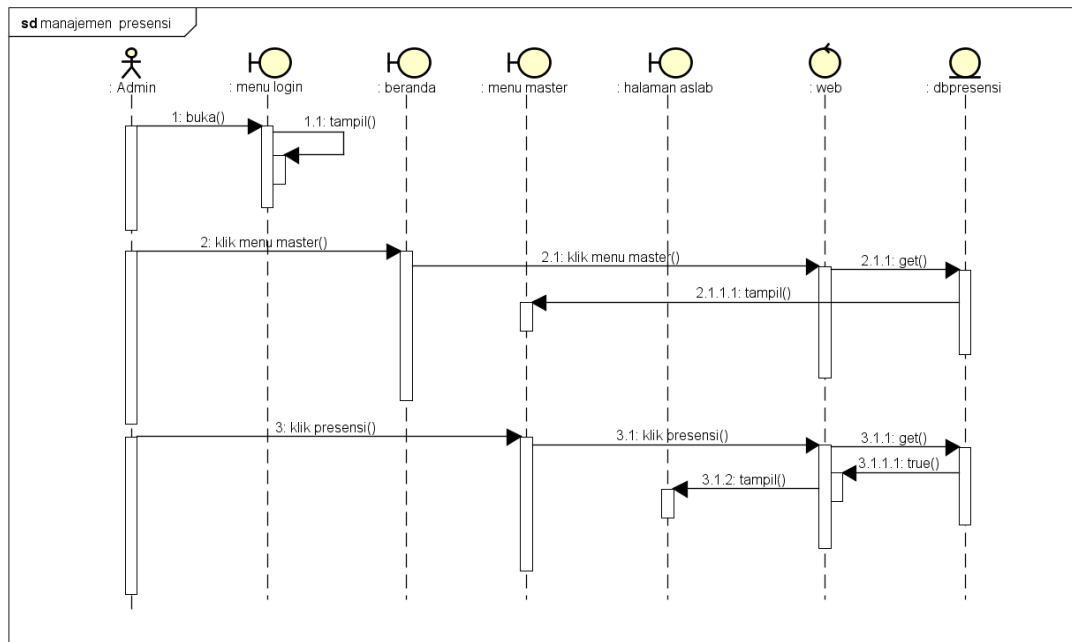 sd manajemen presensi
: Admin
: menu login
: beranda
: menu master
: halaman aslab
: web
: dbpresensi
1: buka()
1.1: tampil()
2: klik menu master()
2.1: klik menu master()
2.1.1: get()
2.1.1.1: tampil()
3: klik presensi()
3.1: klik presensi()
3.1.1: get()
3.1.1.1: true()
3.1.2: tampil()